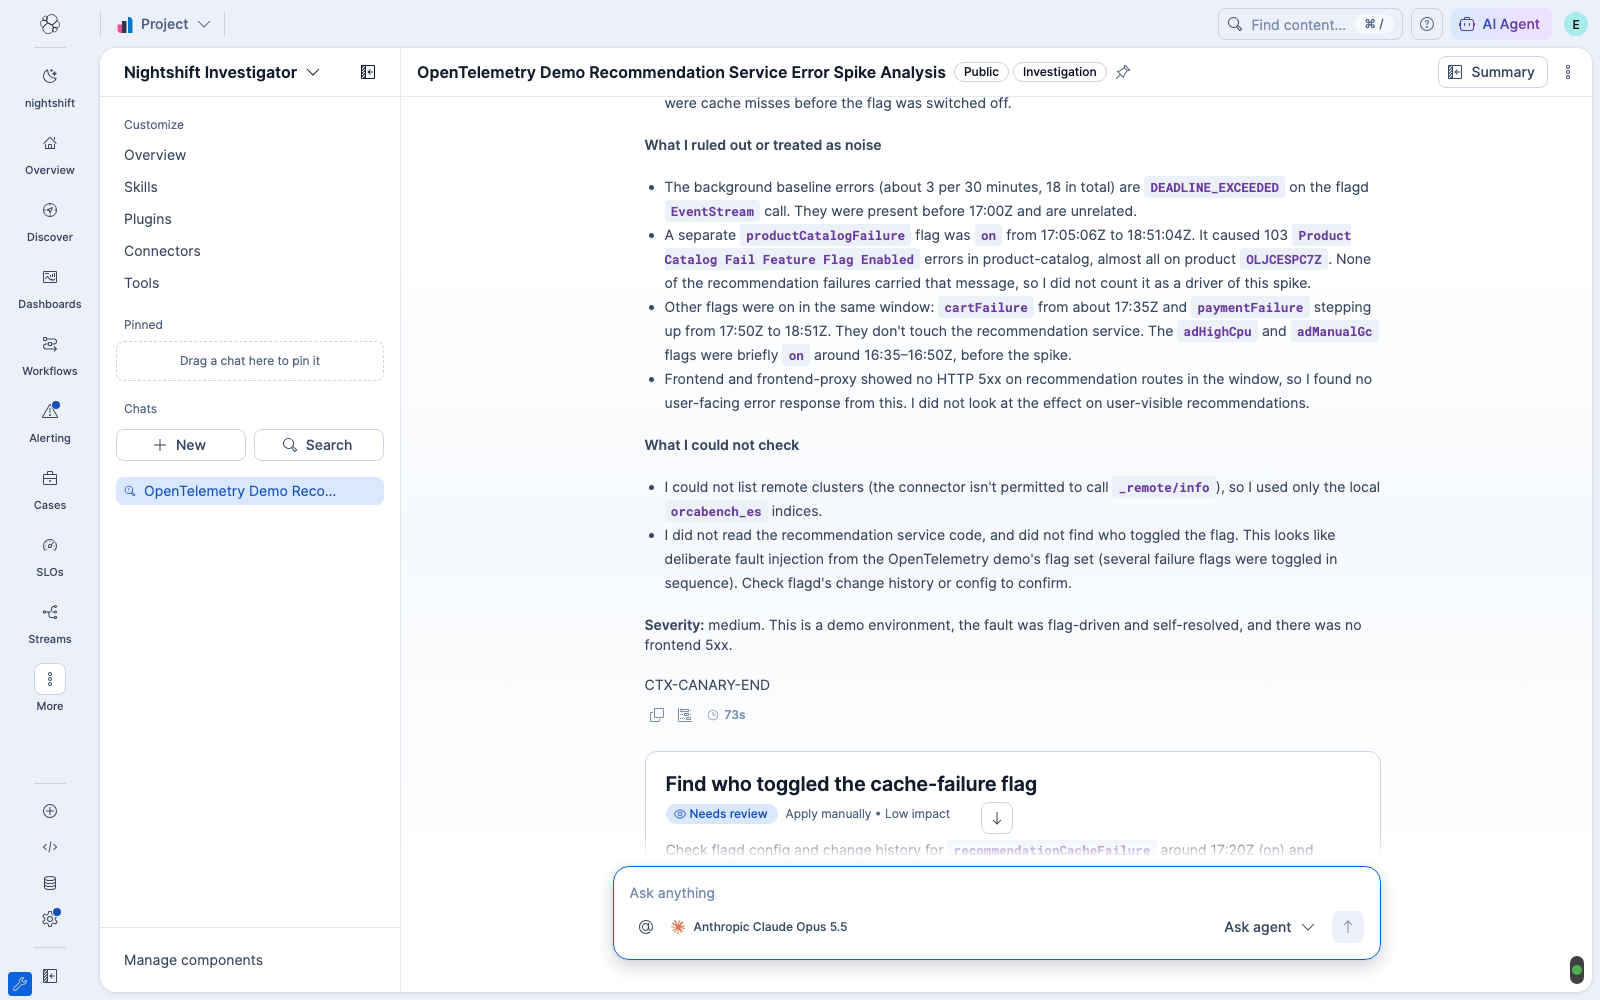 Project
Find content...
⌘ /
AI Agent
E
nightshift
Overview
Discover
Dashboards
Workflows
Alerting
Cases
SLOs
Streams
More
Nightshift Investigator
Customize
Overview
Skills
Plugins
Connectors
Tools
Pinned
Drag a chat here to pin it
Chats
New
Search
OpenTelemetry Demo Reco...
Manage components
OpenTelemetry Demo Recommendation Service Error Spike Analysis
Public
Investigation
Summary
were cache misses before the flag was switched off.
What I ruled out or treated as noise
• The background baseline errors (about 3 per 30 minutes, 18 in total) are DEADLINE_EXCEEDED on the flagd
EventStream call. They were present before 17:00Z and are unrelated.
• A separate productCatalogFailure flag was on from 17:05:06Z to 18:51:04Z. It caused 103 Product
Catalog Fail Feature Flag Enabled errors in product-catalog, almost all on product OLJCESPC7Z. None
of the recommendation failures carried that message, so I did not count it as a driver of this spike.
• Other flags were on in the same window: cartFailure from about 17:35Z and paymentFailure stepping
up from 17:50Z to 18:51Z. They don't touch the recommendation service. The adHighCpu and adManualGc
flags were briefly on around 16:35–16:50Z, before the spike.
• Frontend and frontend-proxy showed no HTTP 5xx on recommendation routes in the window, so I found no
user-facing error response from this. I did not look at the effect on user-visible recommendations.
What I could not check
• I could not list remote clusters (the connector isn't permitted to call _remote/info), so I used only the local
orcabench_es indices.
• I did not read the recommendation service code, and did not find who toggled the flag. This looks like
deliberate fault injection from the OpenTelemetry demo's flag set (several failure flags were toggled in
sequence). Check flagd's change history or config to confirm.
Severity: medium. This is a demo environment, the fault was flag-driven and self-resolved, and there was no
frontend 5xx.
CTX-CANARY-END
73s
Find who toggled the cache-failure flag
Needs review
Apply manually • Low impact
Check flagd config and change history for recommendationCacheFailure around 17:20Z (on) and
Ask anything
@
Anthropic Claude Opus 5.5
Ask agent